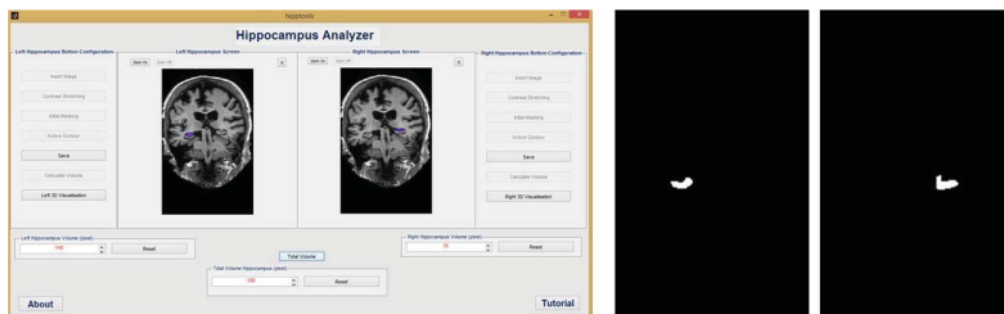 hipptools
Hippocampus Analyzer
Left Hippocampus Botton Configuration
Insert Image
Contrast Stretching
Initial Masking
Active Contour
Save
Calculate Volume
Left 3D Visualisation
Left Hippocampus Screen
Right Hippocampus Screen
Right Hippocampus Botton Configuration
Insert Image
Contrast Stretching
Initial Masking
Active Contour
Save
Calculate Volume
Right 3D Visualisation
Left Hippocampus Volume (pixel)
Reset
Total Volume
Right Hippocampus Volume (pixel)
Reset
Total Volume Hippocampus (pixel)
Reset
About
Tutorial